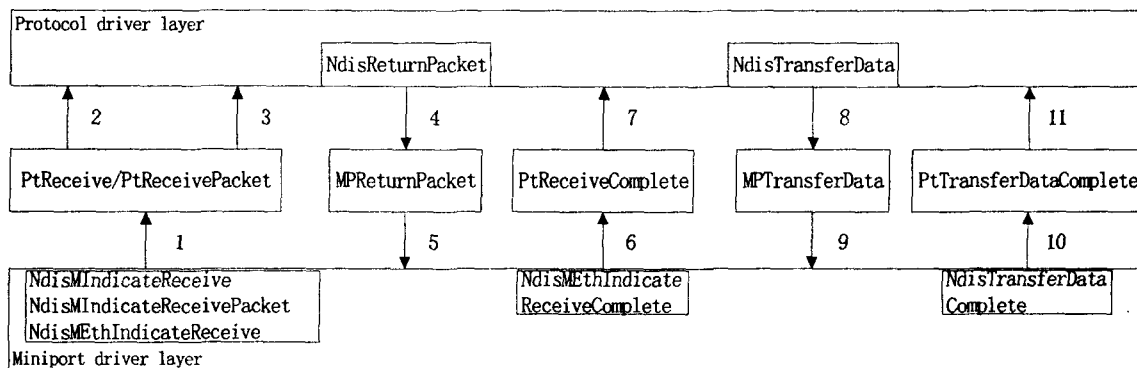 Protocol driver layer
NdisReturnPacket
NdisTransferData
2
3
4
7
8
11
PtReceive/PtReceivePacket
MPReturnPacket
PtReceiveComplete
MPTransferData
PtTransferDataComplete
1
5
6
9
10
NdisMIndicateReceive
NdisMIndicateReceivePacket
NdisMEthIndicateReceive
NdisMEthIndicate
ReceiveComplete
NdisTransferData
Complete
Miniport driver layer